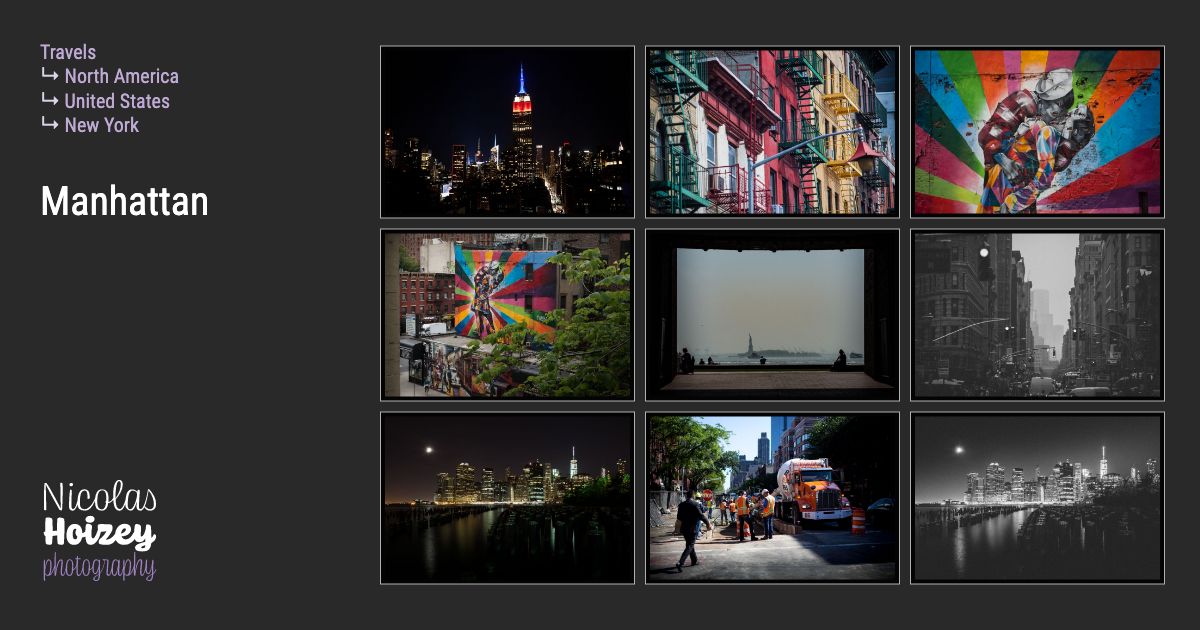 Travels
↳ North America
↳ United States
↳ New York
Manhattan
Nicolas
Hoizey
photography